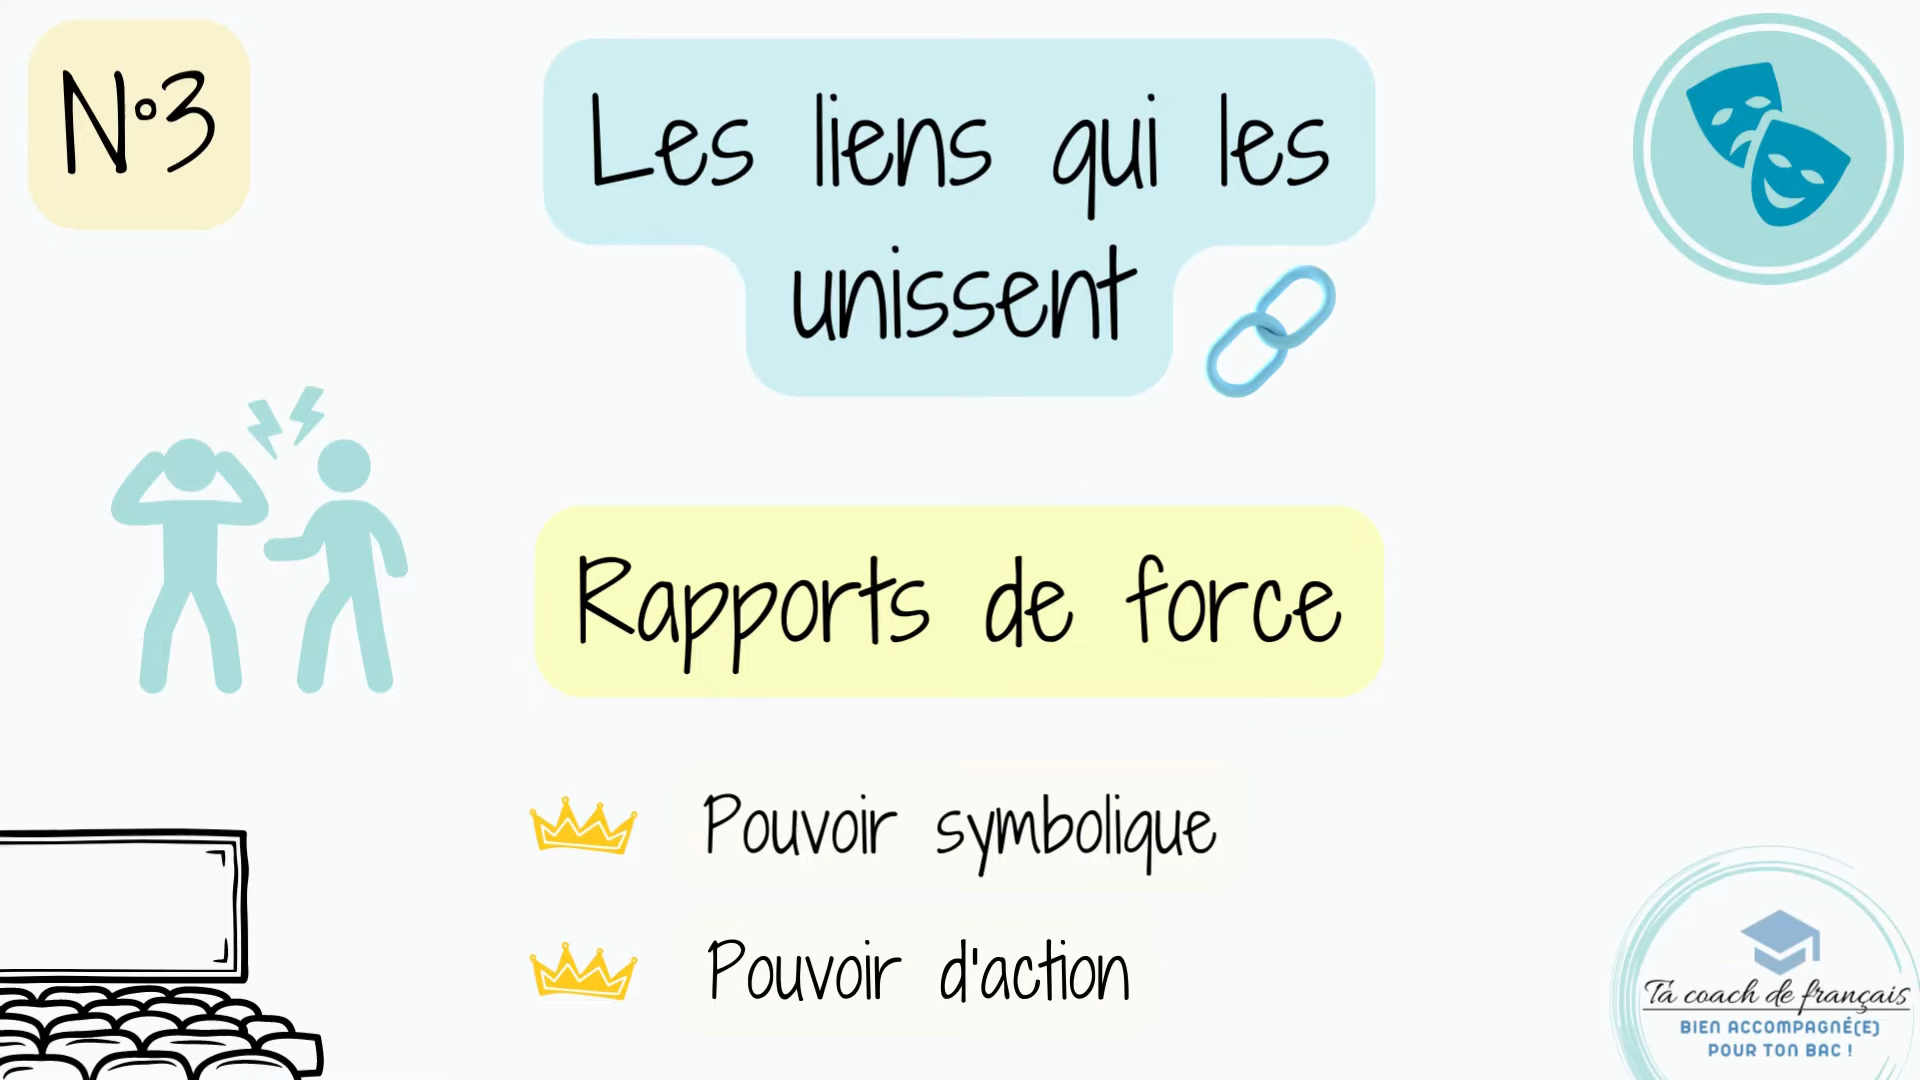 N°3
Les liens qui les
unissent
Rapports de force
Pouvoir symbolique
Pouvoir d'action
Ta coach de français
BIEN ACCOMPAGNÉ(E)
POUR TON BAC !